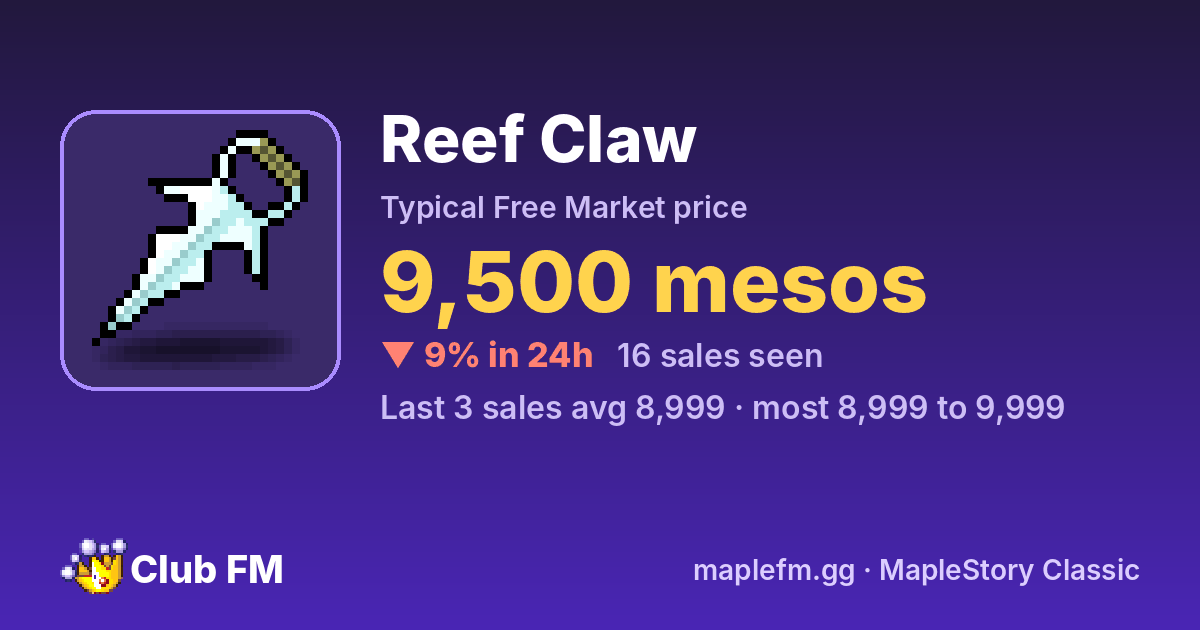 Reef Claw
Typical Free Market price
9,500 mesos
▼ 9% in 24h 16 sales seen
Last 3 sales avg 8,999 · most 8,999 to 9,999
Club FM
maplefm.gg · MapleStory Classic